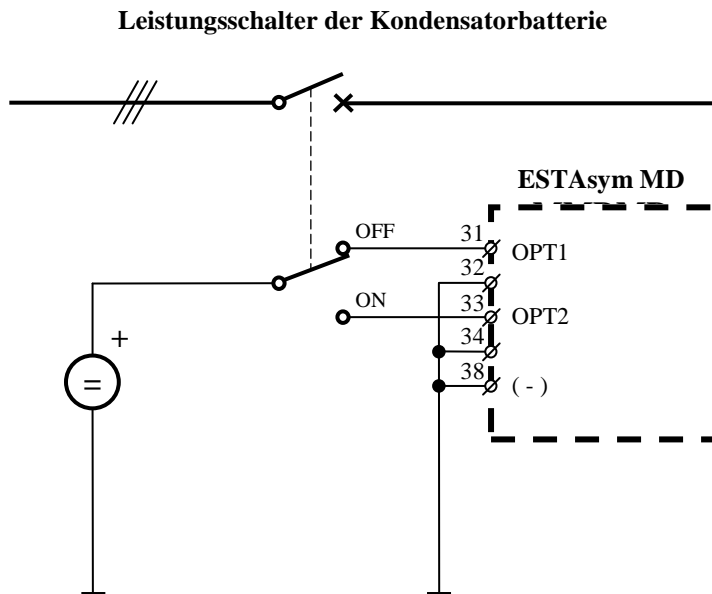 Leistungsschalter der Kondensatorbatterie
ESTAsym MD
OFF
31
OPT1
32
ON
33
OPT2
+
34
=
38
( - )